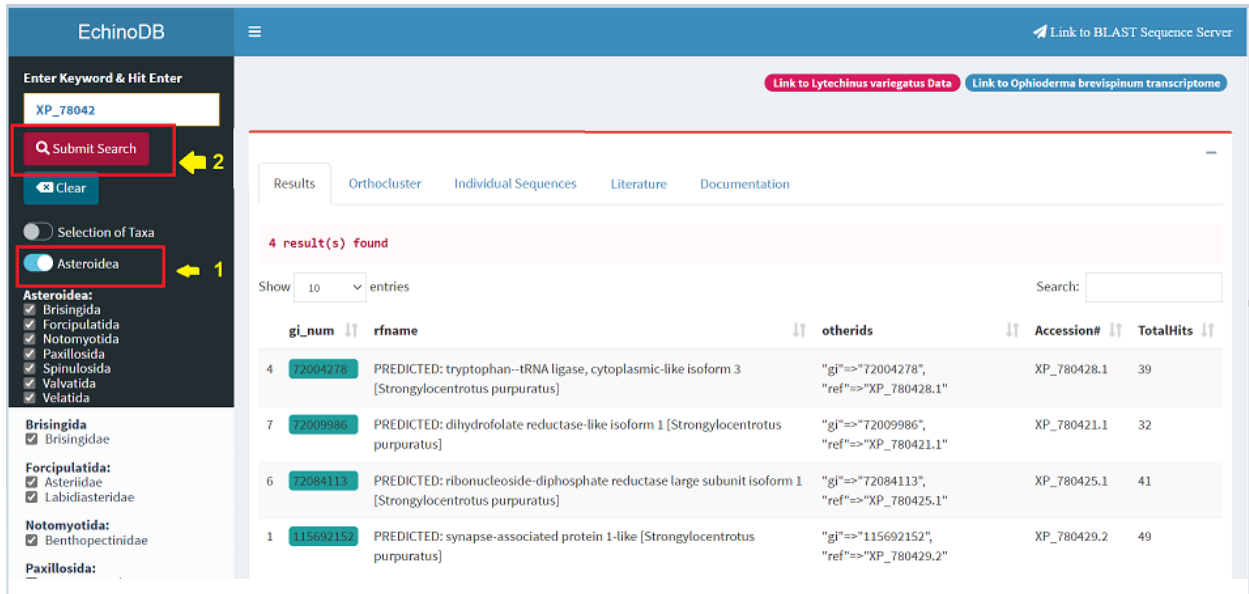 EchinoDB
Link to BLAST Sequence Server
Enter Keyword & Hit Enter
XP_78042
Submit Search
2
Clear
Selection of Taxa
Asteroidea
1
Asteroidea:
Brisingida
Forcipulatida
Notomyotida
Paxillosida
Spinulosida
Valvatida
Velatida
Brisingida
Brisingidae
Forcipulatida:
Asteriidae
Labidiasteridae
Notomyotida:
Benthopectinidae
Paxillosida:
Link to Lytechinus variegatus Data
Link to Ophioderma brevispinum transcriptome
Results Orthocluster Individual Sequences Literature Documentation
4 result(s) found
Show 10 entries Search:
gi_num rfname otherids Accession# TotalHits
4 72004278 PREDICTED: tryptophan--tRNA ligase, cytoplasmic-like isoform 3 "gi"=>"72004278", XP_780428.1 39
[Strongylocentrotus purpuratus] "ref"=>"XP_780428.1"
7 72009986 PREDICTED: dihydrofolate reductase-like isoform 1 [Strongylocentrotus "gi"=>"72009986", XP_780421.1 32
purpuratus] "ref"=>"XP_780421.1"
6 72084113 PREDICTED: ribonucleoside-diphosphate reductase large subunit isoform 1 "gi"=>"72084113", XP_780425.1 41
[Strongylocentrotus purpuratus] "ref"=>"XP_780425.1"
1 115692152 PREDICTED: synapse-associated protein 1-like [Strongylocentrotus "gi"=>"115692152", XP_780429.2 49
purpuratus] "ref"=>"XP_780429.2"